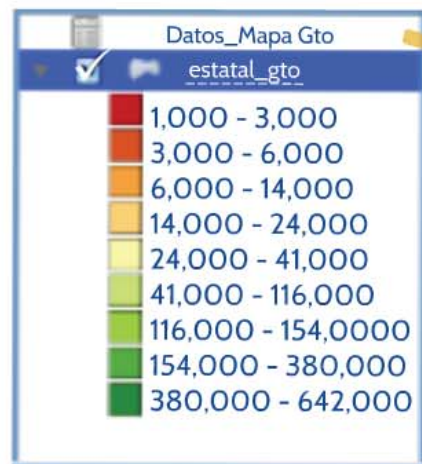 Datos_Mapa Gto
estatal_gto
1,000 - 3,000
3,000 - 6,000
6,000 - 14,000
14,000 - 24,000
24,000 - 41,000
41,000 - 116,000
116,000 - 154,0000
154,000 - 380,000
380,000 - 642,000